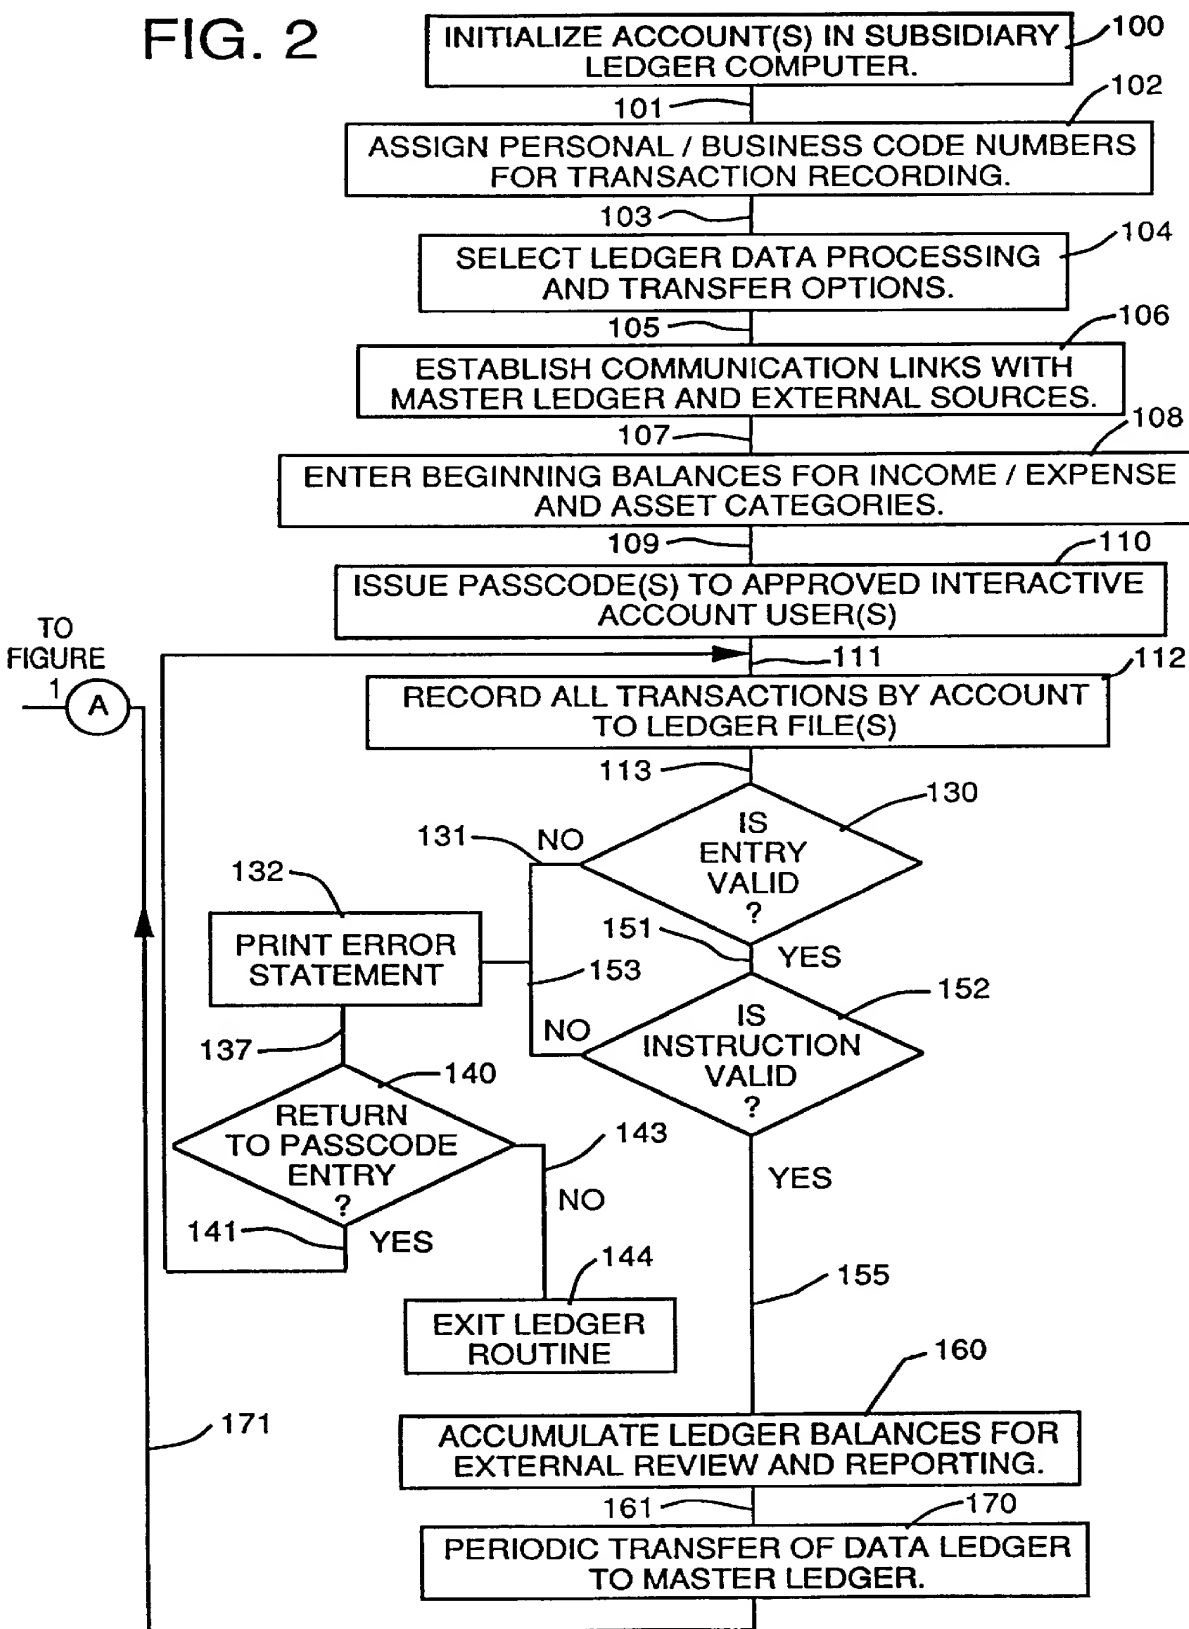 FIG. 2
INITIALIZE ACCOUNT(S) IN SUBSIDIARY
LEDGER COMPUTER.
100
101
102
ASSIGN PERSONAL / BUSINESS CODE NUMBERS
FOR TRANSACTION RECORDING.
103
104
SELECT LEDGER DATA PROCESSING
AND TRANSFER OPTIONS.
105
106
ESTABLISH COMMUNICATION LINKS WITH
MASTER LEDGER AND EXTERNAL SOURCES.
107
108
ENTER BEGINNING BALANCES FOR INCOME / EXPENSE
AND ASSET CATEGORIES.
109
110
ISSUE PASSCODE(S) TO APPROVED INTERACTIVE
ACCOUNT USER(S)
TO
FIGURE
1
A
111
112
RECORD ALL TRANSACTIONS BY ACCOUNT
TO LEDGER FILE(S)
113
130
IS
ENTRY
VALID
?
131
NO
132
PRINT ERROR
STATEMENT
151
YES
153
152
IS
INSTRUCTION
VALID
?
NO
137
140
RETURN
TO PASSCODE
ENTRY
?
143
NO
YES
141
YES
144
EXIT LEDGER
ROUTINE
155
160
ACCUMULATE LEDGER BALANCES FOR
EXTERNAL REVIEW AND REPORTING.
171
161
170
PERIODIC TRANSFER OF DATA LEDGER
TO MASTER LEDGER.